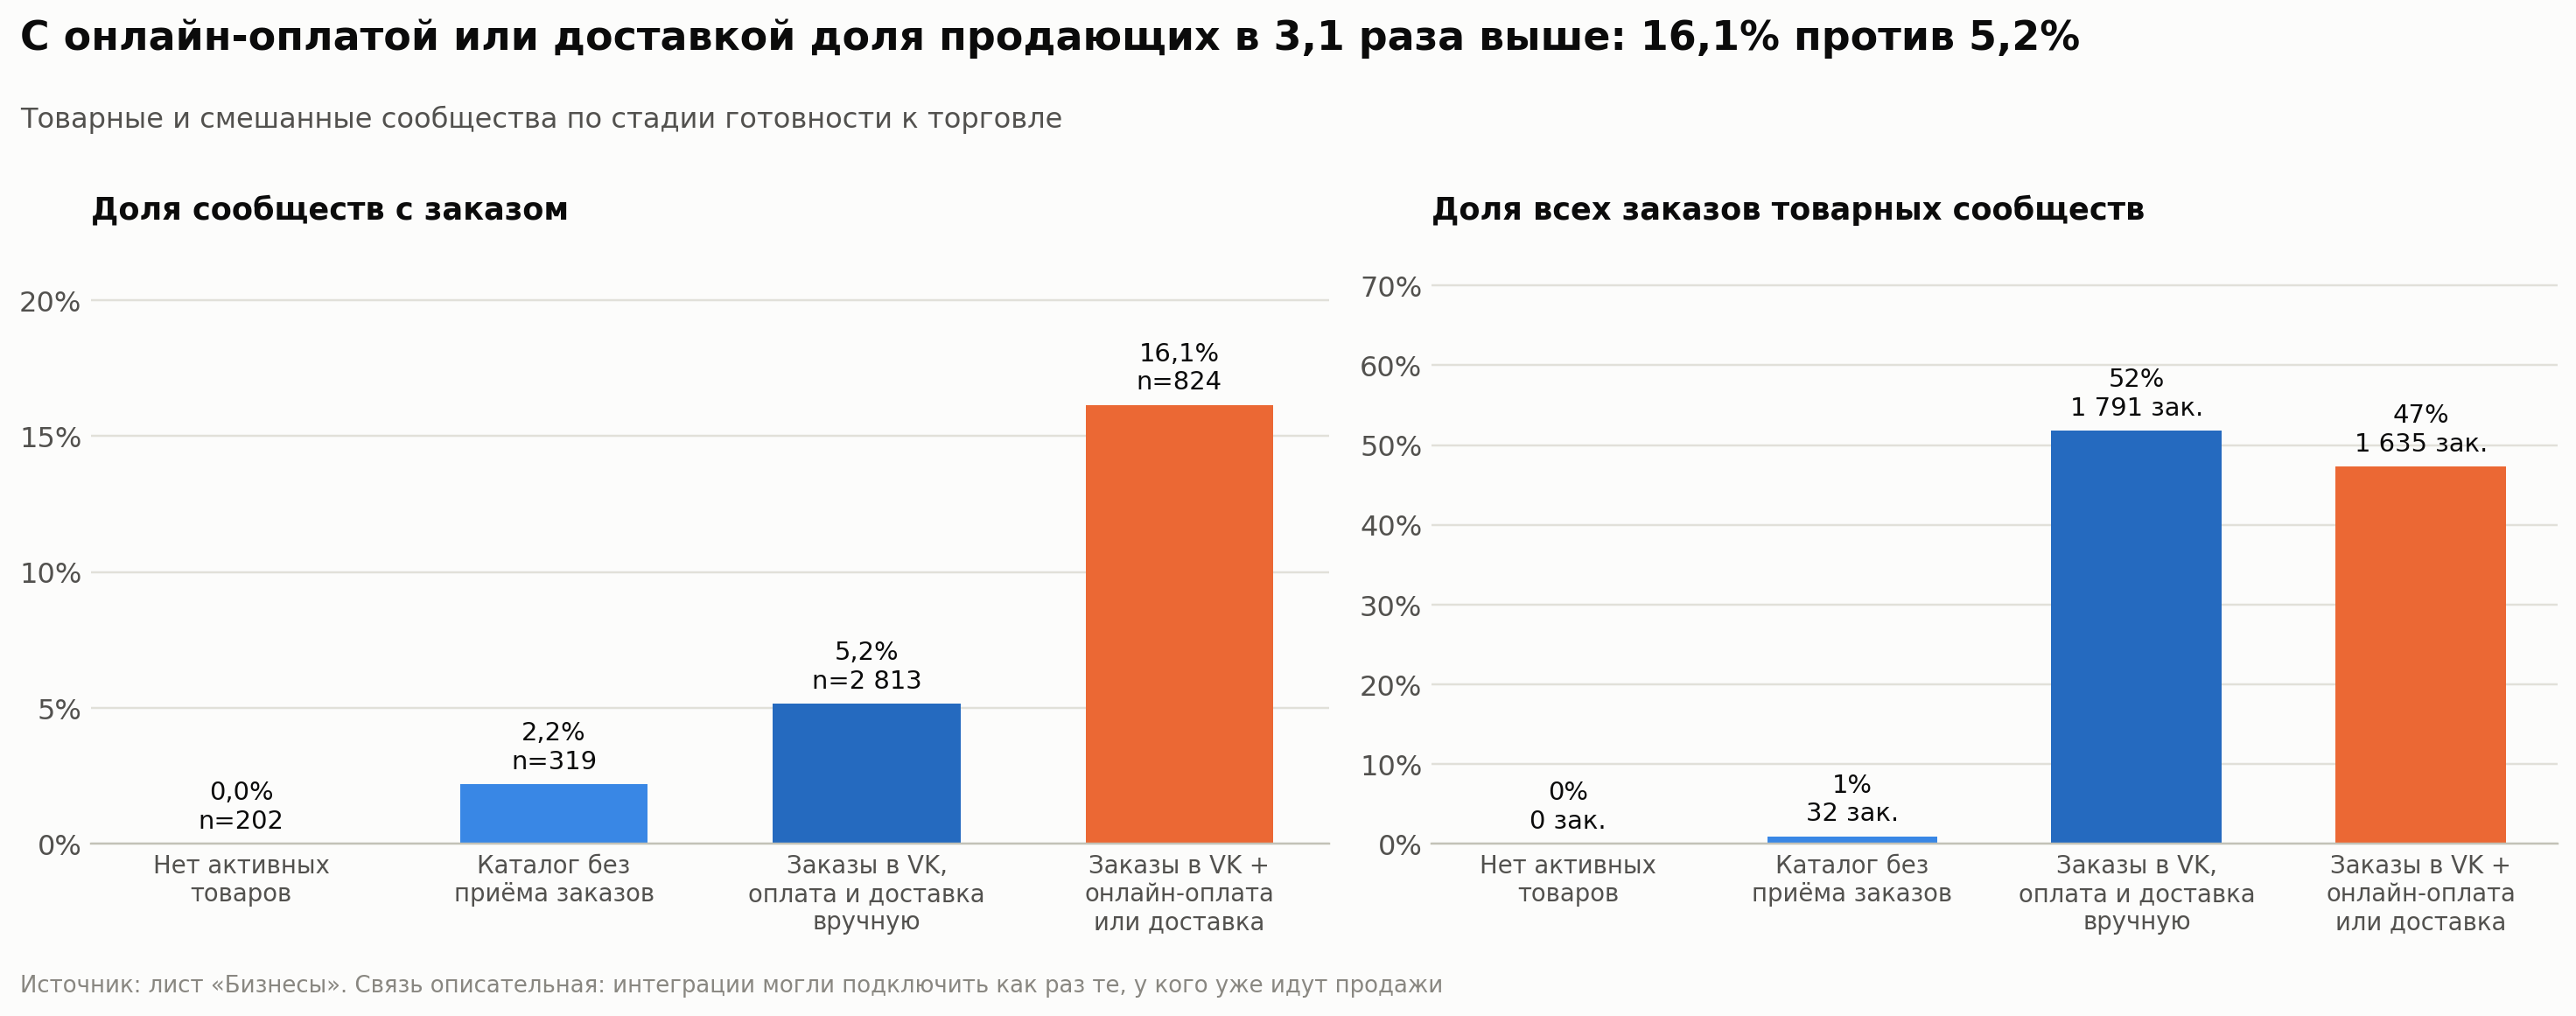 С онлайн-оплатой или доставкой доля продающих в 3,1 раза выше: 16,1% против 5,2%
Товарные и смешанные сообщества по стадии готовности к торговле
Доля сообществ с заказом
20%
15%
10%
5%
0%
0,0%
n=202
2,2%
n=319
5,2%
n=2 813
16,1%
n=824
Нет активных
товаров
Каталог без
приёма заказов
Заказы в VK,
оплата и доставка
вручную
Заказы в VK +
онлайн-оплата
или доставка
Доля всех заказов товарных сообществ
70%
60%
50%
40%
30%
20%
10%
0%
0%
0 зак.
1%
32 зак.
52%
1 791 зак.
47%
1 635 зак.
Нет активных
товаров
Каталог без
приёма заказов
Заказы в VK,
оплата и доставка
вручную
Заказы в VK +
онлайн-оплата
или доставка
Источник: лист «Бизнесы». Связь описательная: интеграции могли подключить как раз те, у кого уже идут продажи